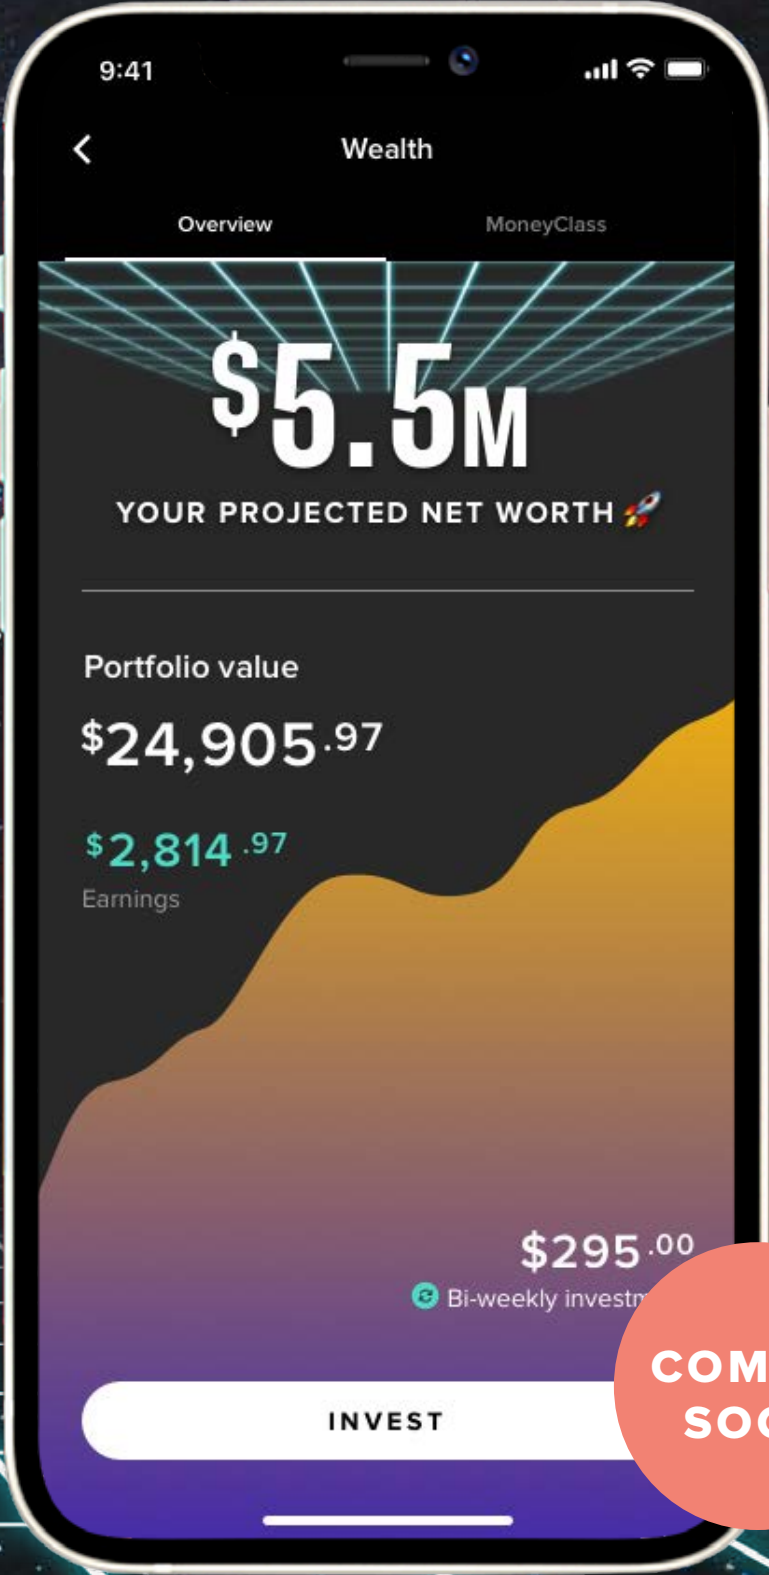 9:41
Wealth
Overview MoneyClass
$5.5M
YOUR PROJECTED NET WORTH
Portfolio value
$24,905.97
$2,814.97
Earnings
$295.00
Bi-weekly
INVEST